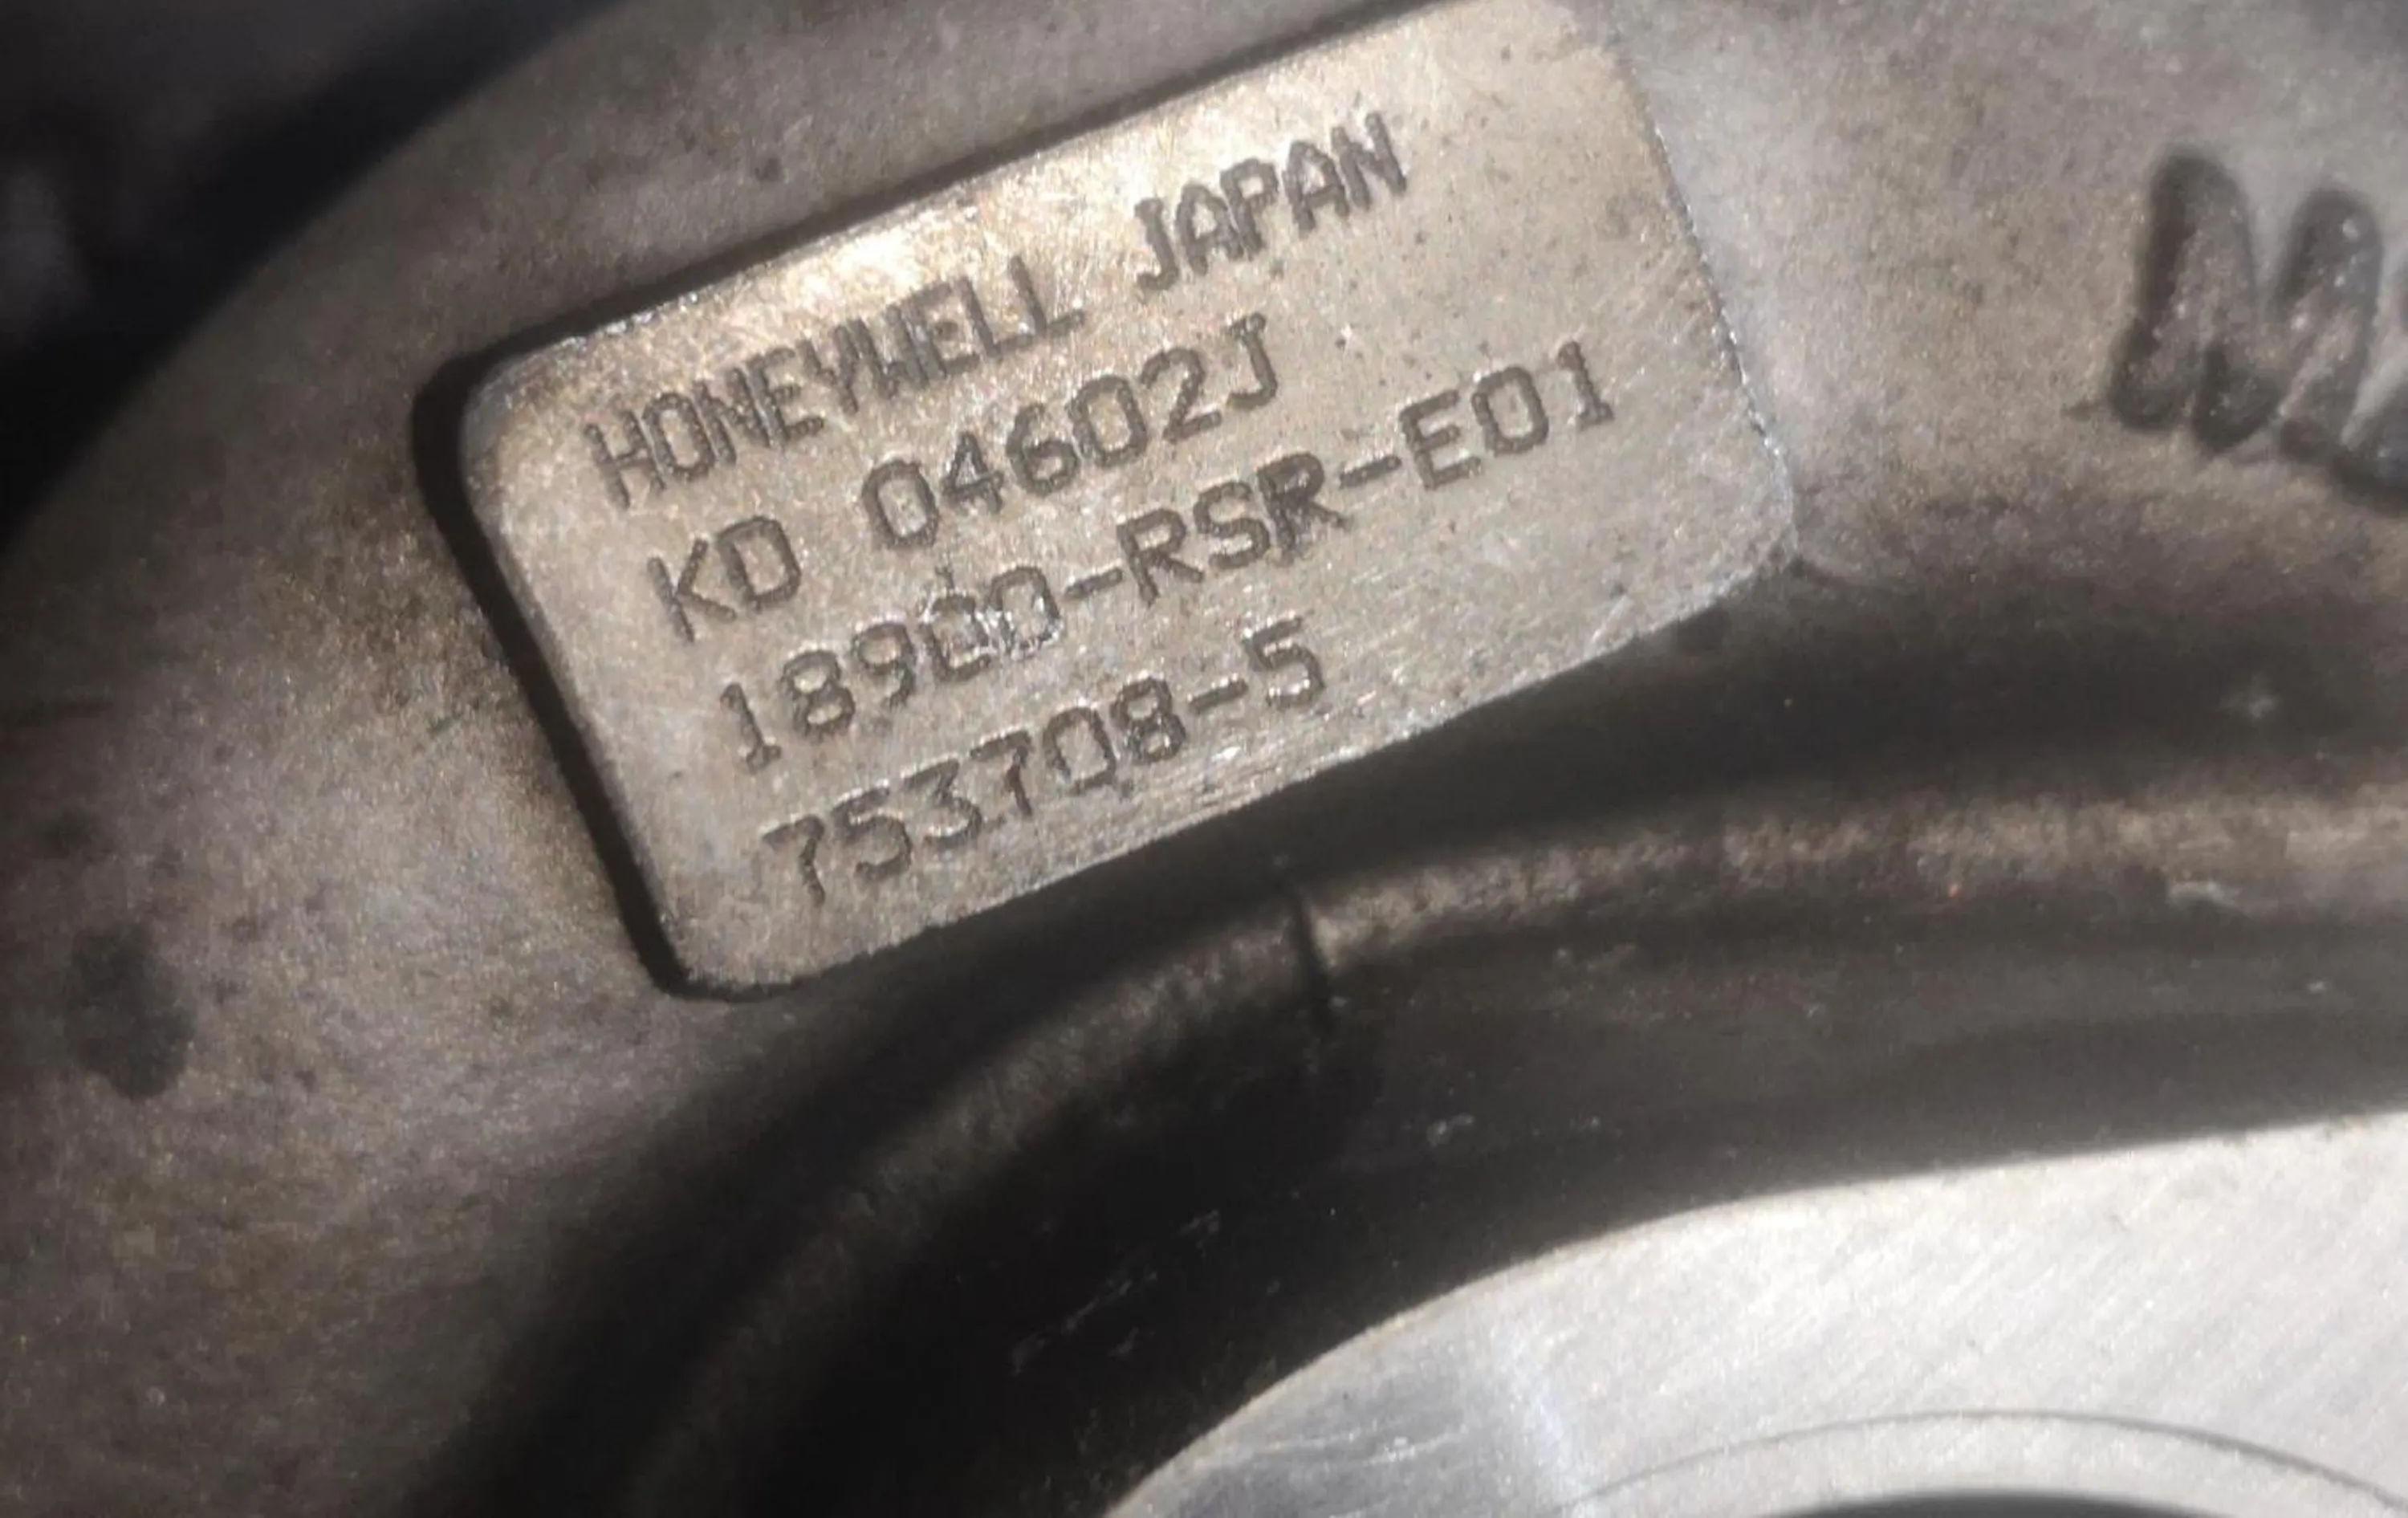 HONEYWELL JAPAN
KD 04602J
18900-RSR-E01
753708-5